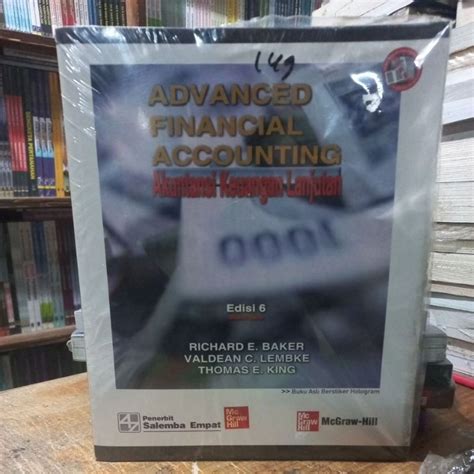 149
ADVANCED
FINANCIAL
ACCOUNTING
Akuntansi Keuangan Lanjutan
000/
Edisi 6
RICHARD E. BAKER
VALDEAN C. LEMBKE
THOMAS E. KING
>> Buku Asli Berstiker Hologram
Penerbit
Salemba Empat
Mc
Graw
Hill
Mc
Graw
Hill
McGraw-Hill